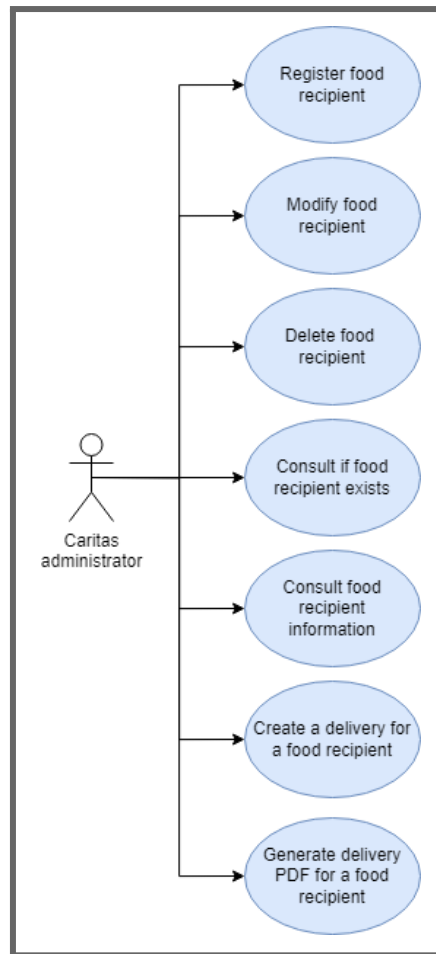 Register food
recipient
Modify food
recipient
Delete food
recipient
Consult if food
recipient exists
Caritas
administrator
Consult food
recipient
information
Create a delivery for
a food recipient
Generate delivery
PDF for a food
recipient